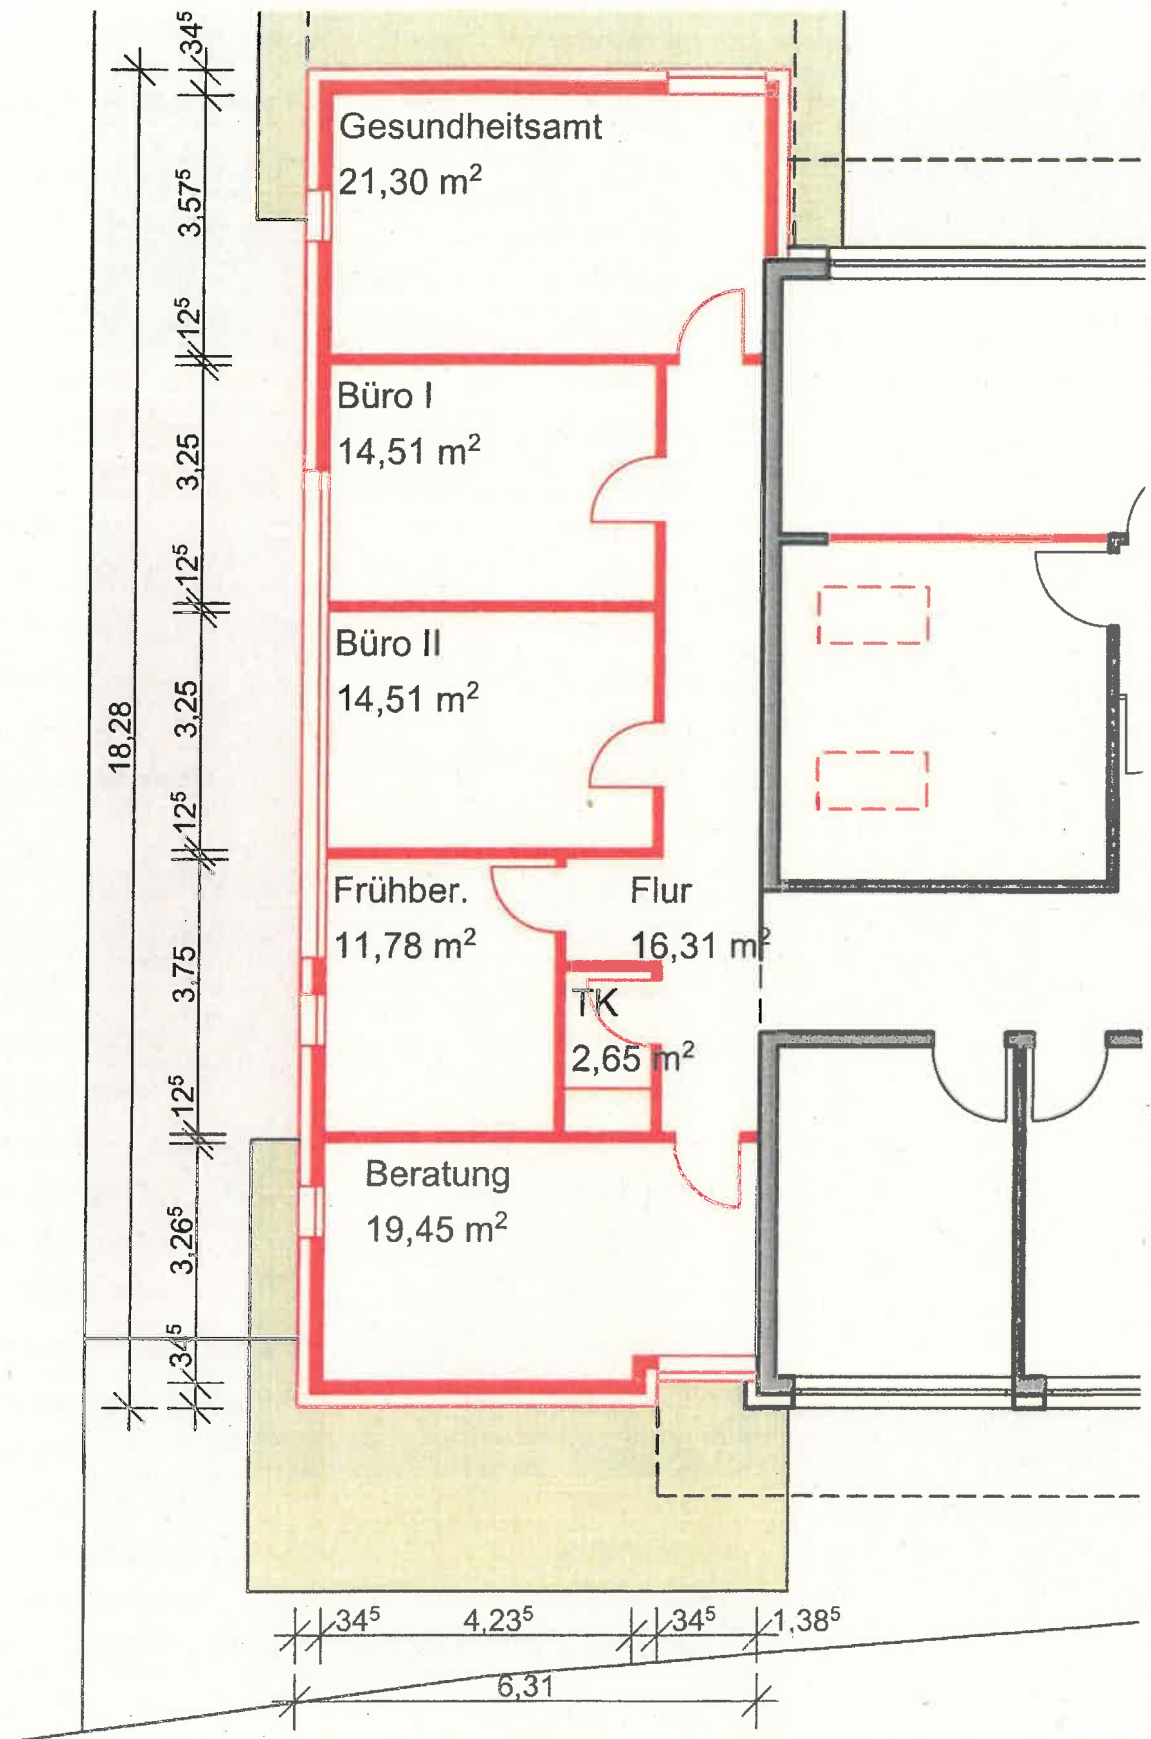 Gesundheitsamt
21,30 m²
Büro I
14,51 m²
Büro II
14,51 m²
Frühber.
11,78 m²
Flur
16,31 m²
TK
2,65 m²
Beratung
19,45 m²
34⁵
3,57⁵
12⁵
3,25
12⁵
3,25
12⁵
3,75
12⁵
3,26⁵
34⁵
18,28
34⁵
4,23⁵
34⁵
1,38⁵
6,31